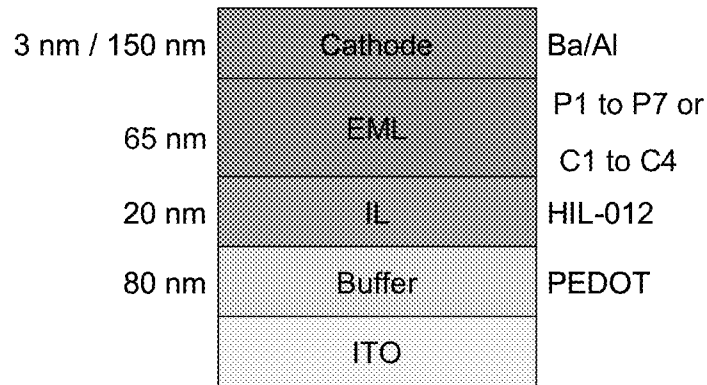 3 nm / 150 nm Cathode Ba/Al
65 nm EML P1 to P7 or
C1 to C4
20 nm IL HIL-012
80 nm Buffer PEDOT
ITO